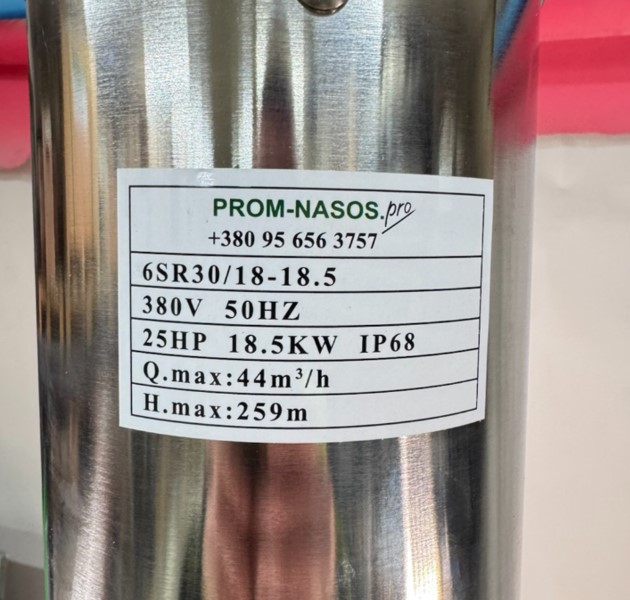 PROM-NASOS.pro
+380 95 656 3757
6SR30/18-18.5
380V 50HZ
25HP 18.5KW IP68
Q.max:44m³/h
H.max:259m